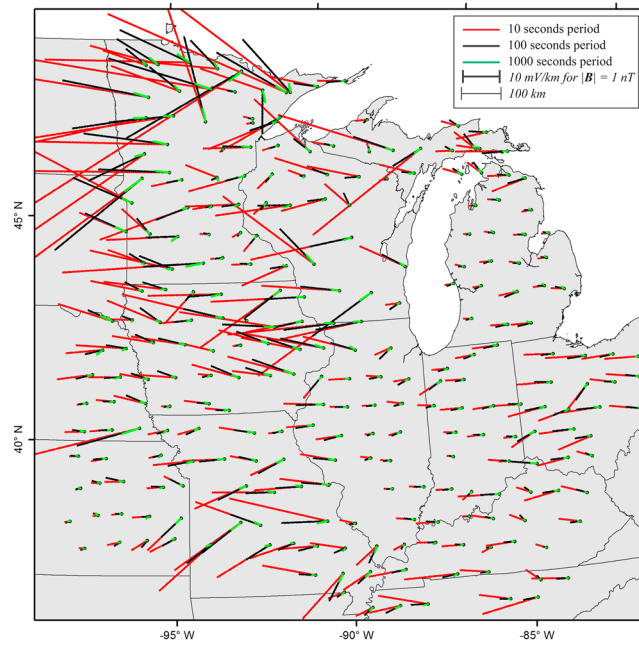 10 seconds period
100 seconds period
1000 seconds period
10 mV/km for |B| = 1 nT
100 km
45° N
40° N
-95° W
-90° W
-85° W